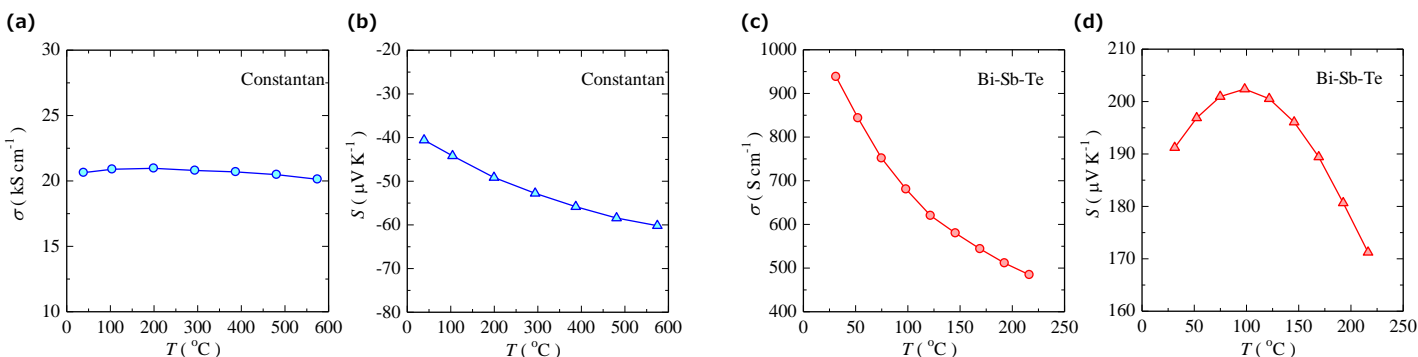 (a)
30
25
20
15
10
σ ( kS cm⁻¹)
Constantan
0 100 200 300 400 500 600
T ( °C)
(b)
-20
-30
-40
-50
-60
-70
-80
S ( μV K⁻¹)
Constantan
0 100 200 300 400 500 600
T ( °C)
(c)
1000
900
800
700
600
500
400
σ ( S cm⁻¹)
Bi-Sb-Te
0 50 100 150 200 250
T ( °C)
(d)
210
200
190
180
170
160
S ( μV K⁻¹)
Bi-Sb-Te
0 50 100 150 200 250
T ( °C)